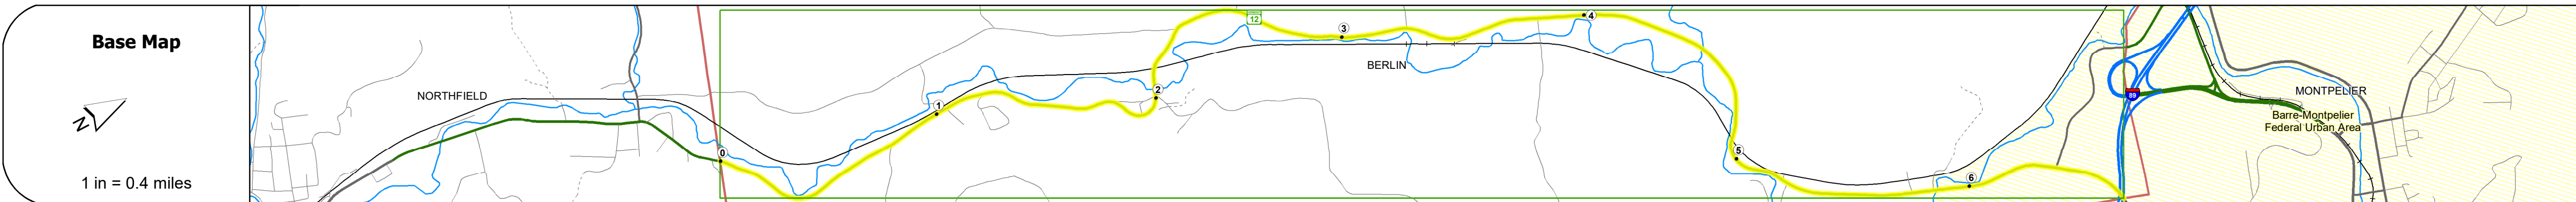 Base Map
N
1 in = 0.4 miles
NORTHFIELD
0
1
2
12
3
BERLIN
4
5
6
89
MONTPELIER
Barre-Montpelier
Federal Urban Area